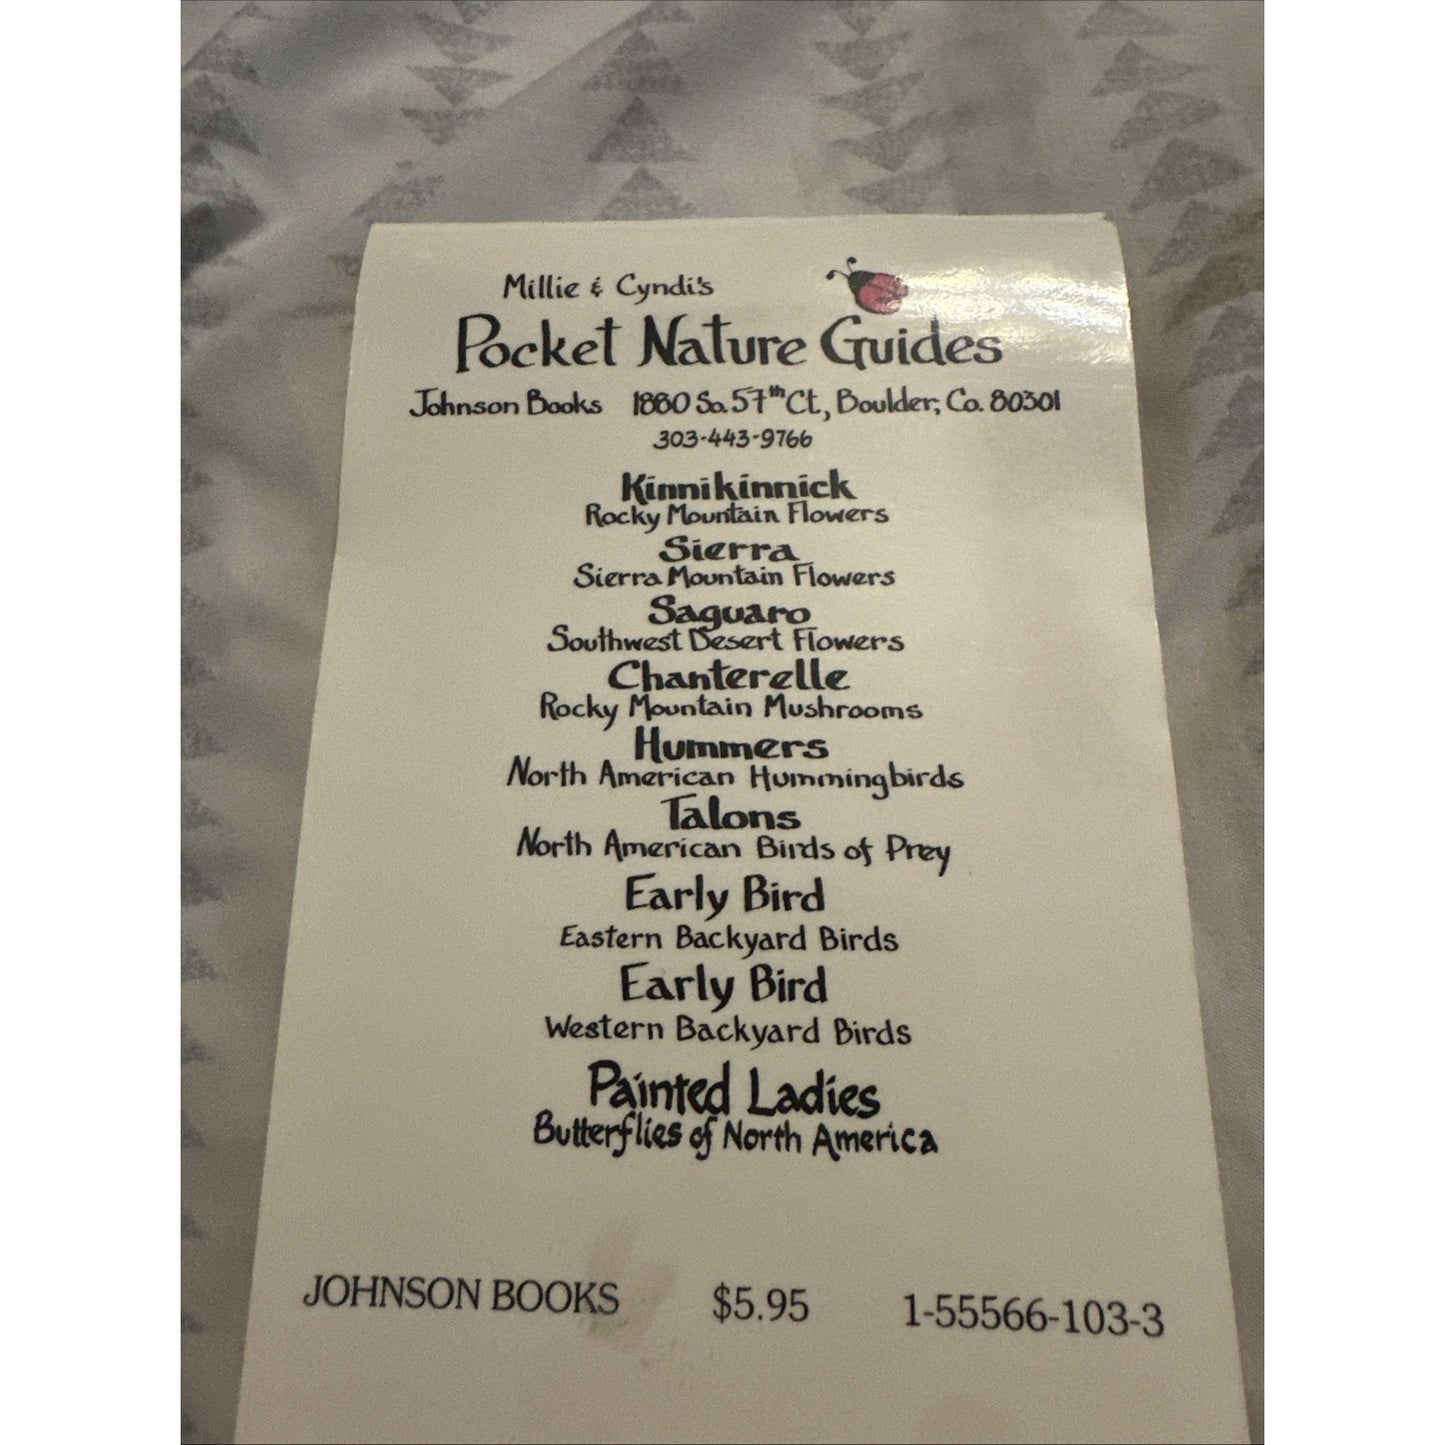 Millie & Cyndi's
Pocket Nature Guides
Johnson Books 1880 So. 57th Ct., Boulder, Co. 80301
303-443-9766
Kinnikinnick
Rocky Mountain Flowers
Sierra
Sierra Mountain Flowers
Saguaro
Southwest Desert Flowers
Chanterelle
Rocky Mountain Mushrooms
Hummers
North American Hummingbirds
Talons
North American Birds of Prey
Early Bird
Eastern Backyard Birds
Early Bird
Western Backyard Birds
Painted Ladies
Butterflies of North America
JOHNSON BOOKS $5.95 1-55566-103-3